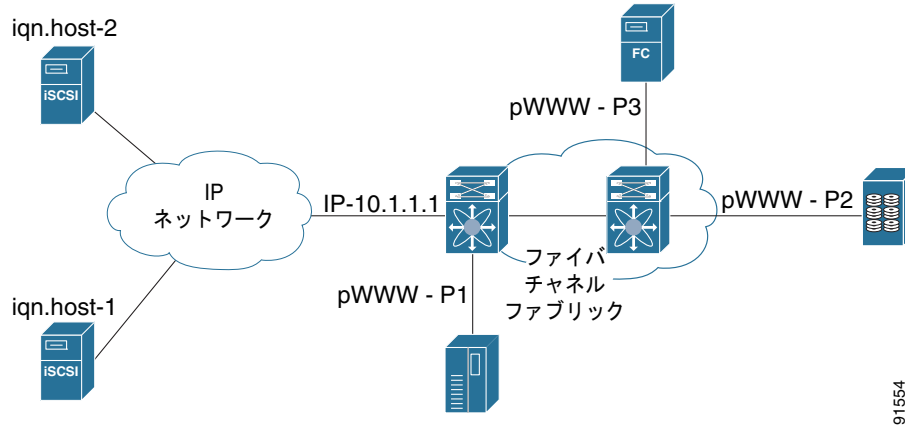 iqn.host-2
iSCSI
FC
pWWW - P3
IP
ネットワーク
IP-10.1.1.1
pWWW - P2
ファイバ
チャネル
ファブリック
iqn.host-1
pWWW - P1
iSCSI
91554